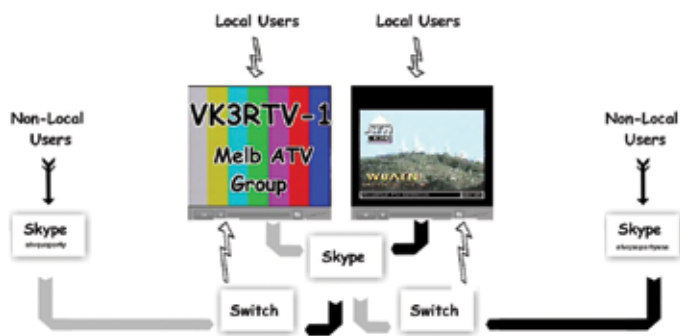 Local Users
Local Users
Non-Local
Users
VK3RTV-1
Melb ATV
Group
W6ATN
Non-Local
Users
Skype
Skype
Skype
Switch
Switch